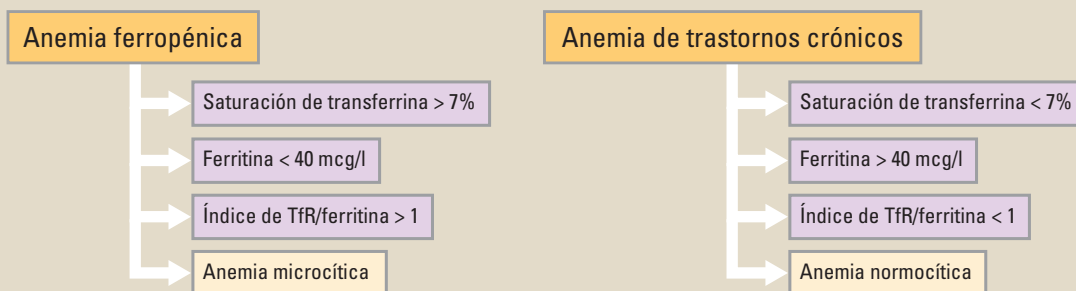 Anemia ferropénica
Saturación de transferrina > 7%
Ferritina < 40 mcg/l
Índice de TfR/ferritina > 1
Anemia microcítica
Anemia de trastornos crónicos
Saturación de transferrina < 7%
Ferritina > 40 mcg/l
Índice de TfR/ferritina < 1
Anemia normocítica